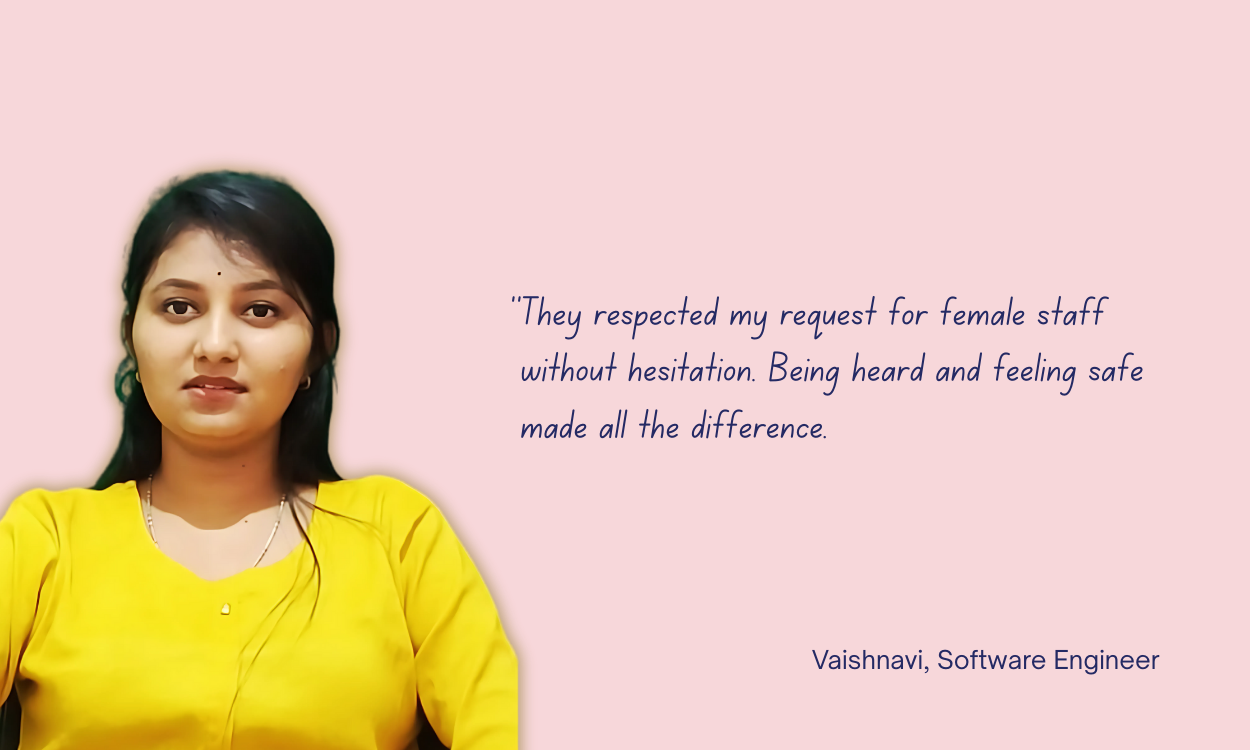 "They respected my request for female staff
without hesitation. Being heard and feeling safe
made all the difference.
Vaishnavi, Software Engineer